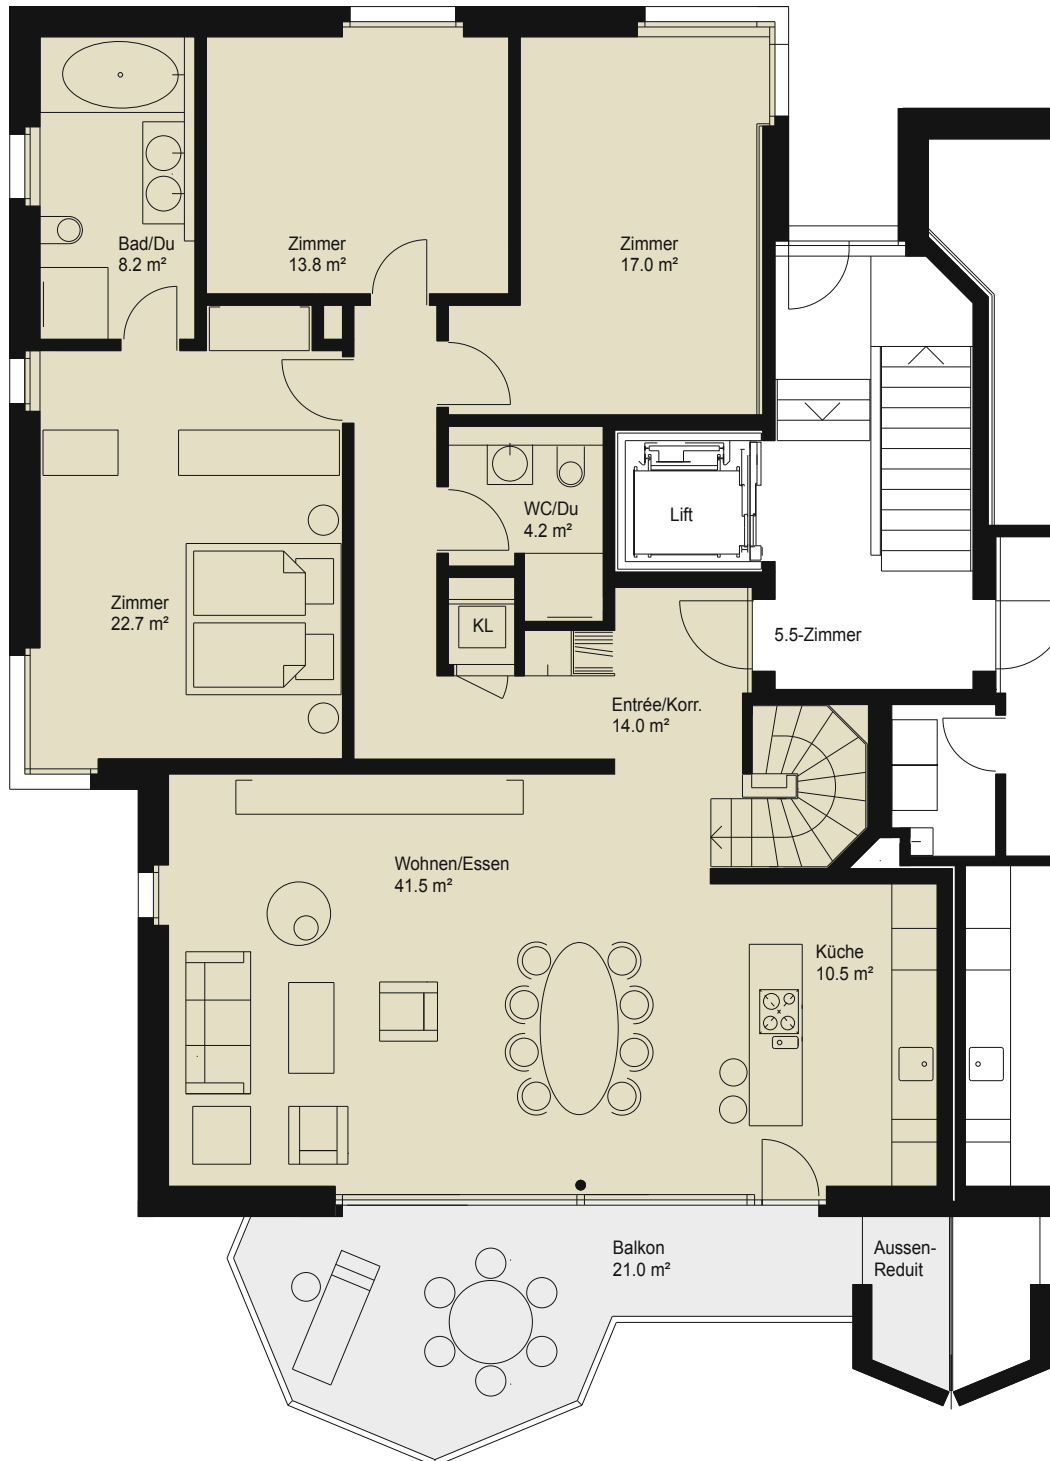 Bad/Du
8.2 m²
Zimmer
13.8 m²
Zimmer
17.0 m²
WC/Du
4.2 m²
Lift
Zimmer
22.7 m²
KL
5.5-Zimmer
Entrée/Korr.
14.0 m²
Wohnen/Essen
41.5 m²
Küche
10.5 m²
Balkon
21.0 m²
Aussen-
Reduit